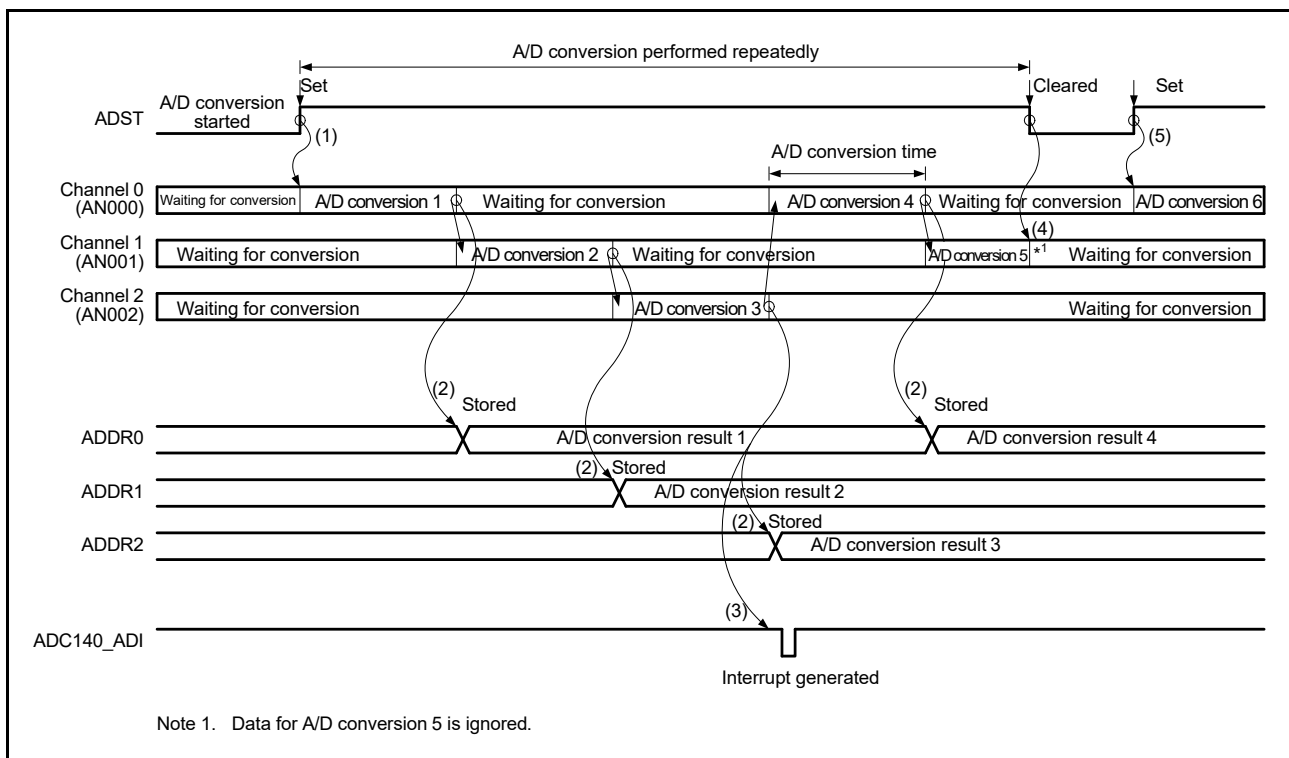 A/D conversion performed repeatedly
Set
Cleared
Set
A/D conversion
started
ADST
(1)
(5)
A/D conversion time
Channel 0
(AN000)
Waiting for conversion
A/D conversion 1
Waiting for conversion
A/D conversion 4
Waiting for conversion
A/D conversion 6
(4)
Channel 1
(AN001)
Waiting for conversion
A/D conversion 2
Waiting for conversion
A/D conversion 5
*1
Waiting for conversion
Channel 2
(AN002)
Waiting for conversion
A/D conversion 3
Waiting for conversion
(2)
Stored
(2)
Stored
ADDR0
A/D conversion result 1
A/D conversion result 4
(2)
Stored
ADDR1
A/D conversion result 2
(2)
Stored
ADDR2
A/D conversion result 3
(3)
ADC140_ADI
Interrupt generated
Note 1. Data for A/D conversion 5 is ignored.